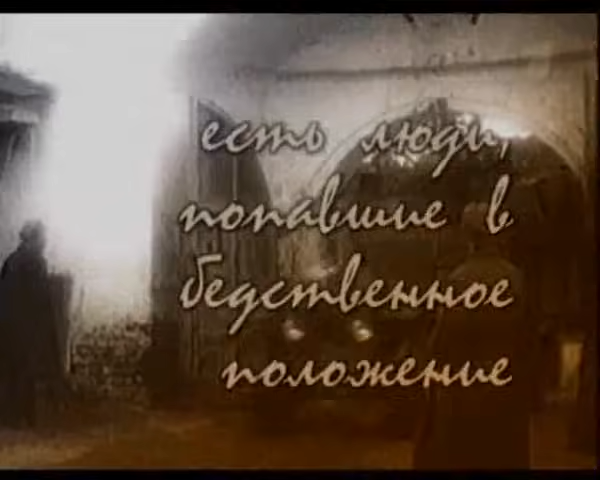 есть люди,
попавшие в
бедственное
положение